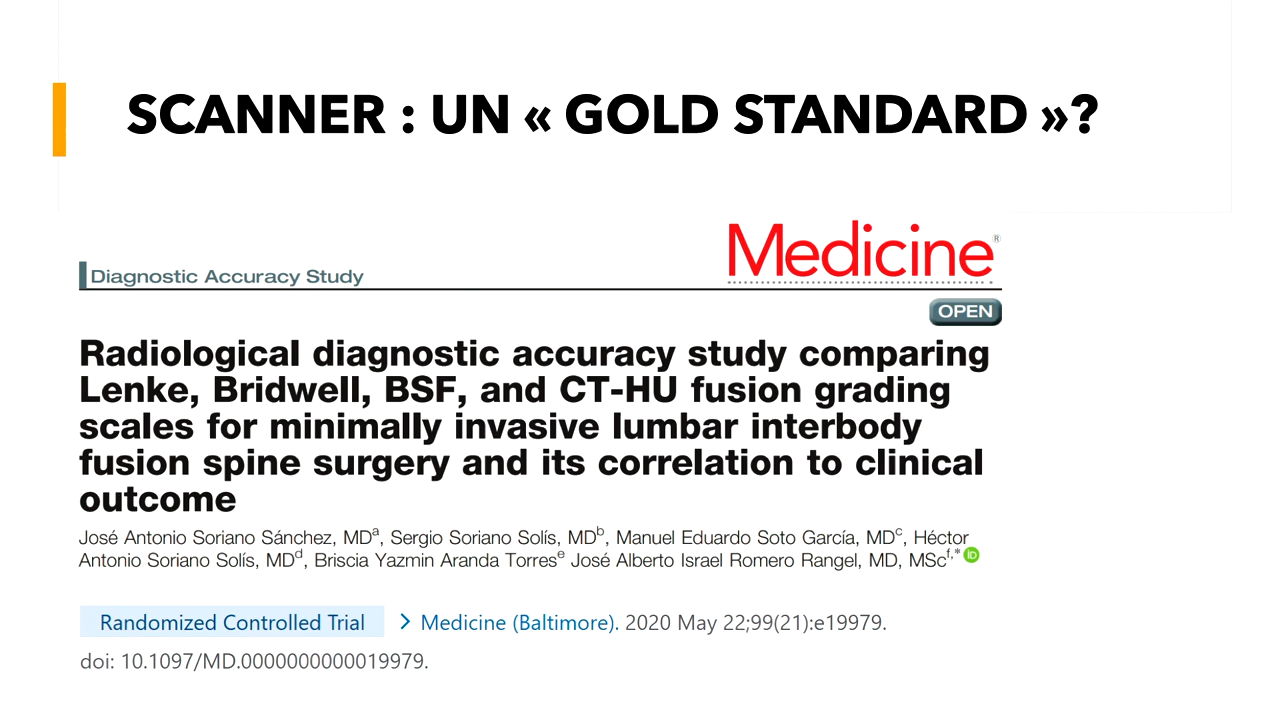 SCANNER : UN « GOLD STANDARD »?
Medicine®
Diagnostic Accuracy Study
OPEN
Radiological diagnostic accuracy study comparing
Lenke, Bridwell, BSF, and CT-HU fusion grading
scales for minimally invasive lumbar interbody
fusion spine surgery and its correlation to clinical
outcome
José Antonio Soriano Sánchez, MDa, Sergio Soriano Solís, MDb, Manuel Eduardo Soto García, MDc, Héctor
Antonio Soriano Solís, MDd, Briscia Yazmin Aranda Torrese José Alberto Israel Romero Rangel, MD, MScf,* iD
Randomized Controlled Trial > Medicine (Baltimore). 2020 May 22;99(21):e19979.
doi: 10.1097/MD.0000000000019979.